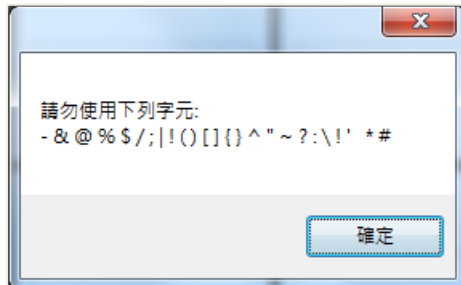 請勿使用下列字元:
- & @ % $ / ; | ! ( ) [ ] { } ^ " ~ ? : \ ! '  * #
確定